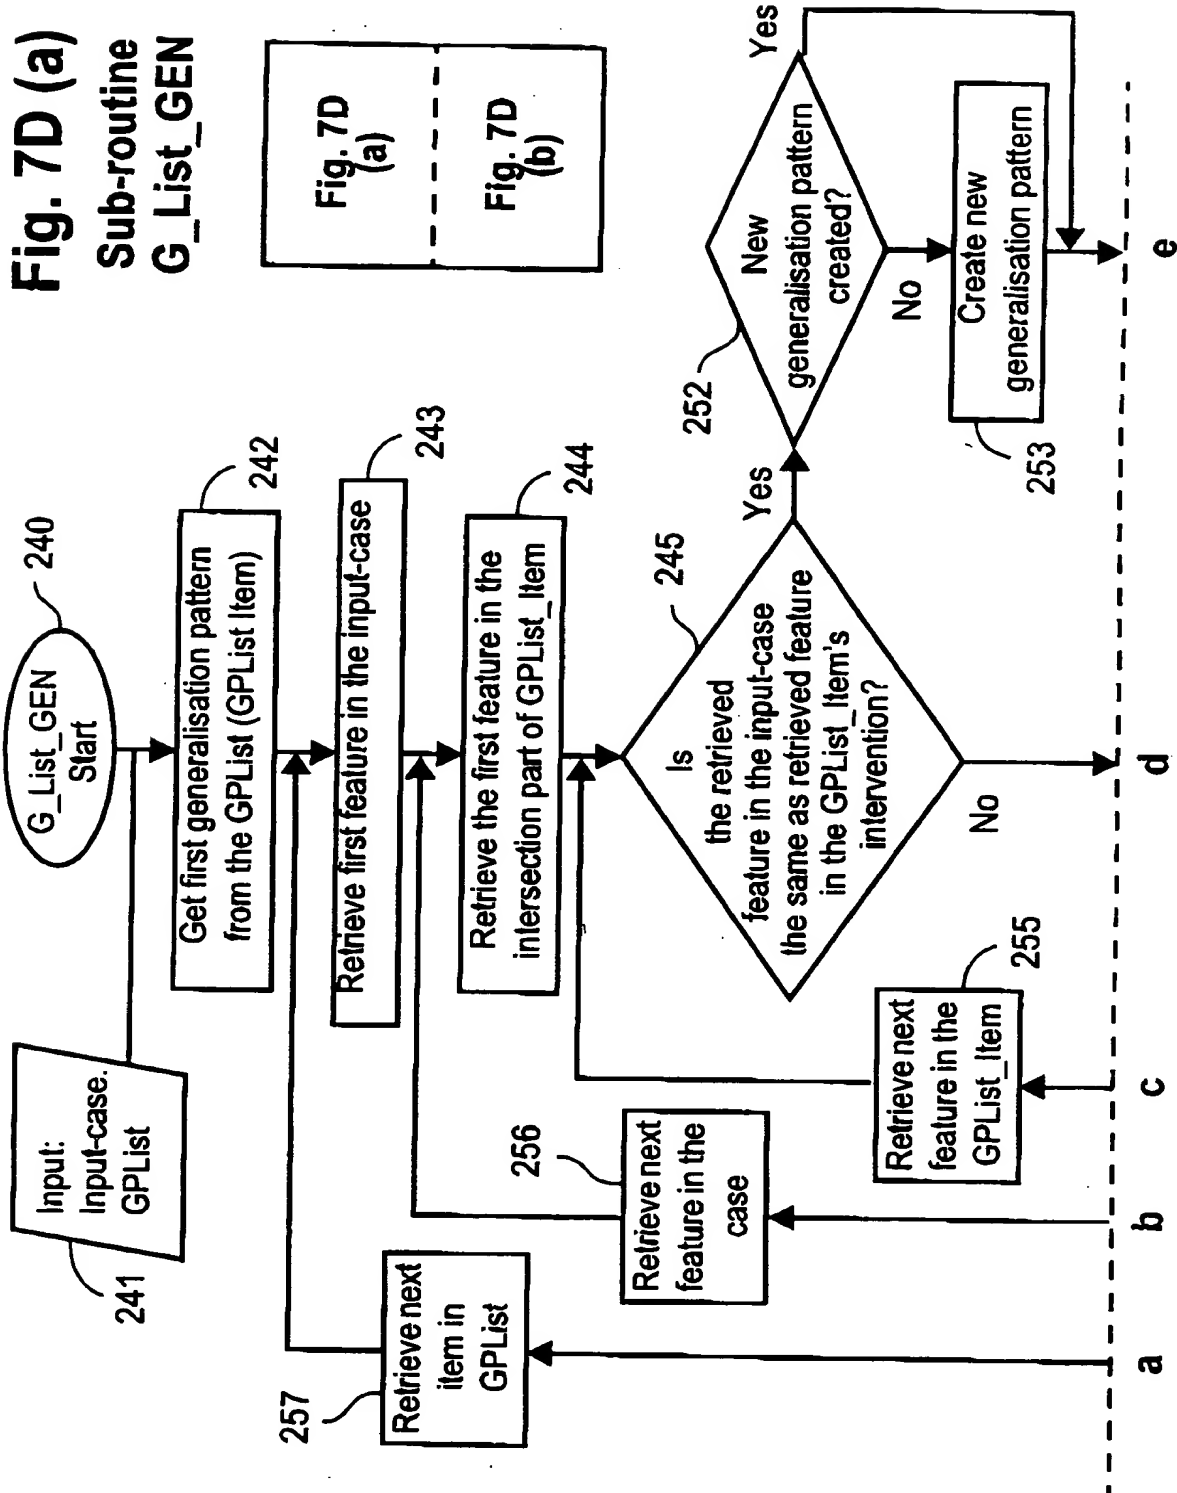 Fig. 7D (a)
Sub-routine
G_List_GEN
Fig. 7D
(a)
Fig. 7D
(b)
G_List_GEN
Start
240
Input:
Input-case.
GPList
241
Get first generalisation pattern
from the GPList (GPList Item)
242
Retrieve first feature in the input-case
243
Retrieve the first feature in the
intersection part of GPList_Item
244
Is
the retrieved
feature in the input-case
the same as retrieved feature
in the GPList_Item's
intervention?
245
Yes
No
New
generalisation pattern
created?
252
Yes
No
Create new
generalisation pattern
253
Retrieve next
feature in the
GPList_Item
255
Retrieve next
feature in the
case
256
Retrieve next
item in
GPList
257
a
b
c
d
e